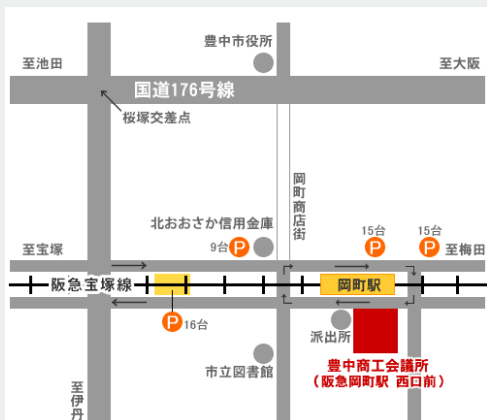 豊中市役所
至池田
至大阪
国道176号線
桜塚交差点
岡町商店街
北おおさか信用金庫
9台 P
15台
P
15台
P
至宝塚
至梅田
阪急宝塚線
岡町駅
P 16台
派出所
市立図書館
豊中商工会議所
(阪急岡町駅 西口前)
至伊丹